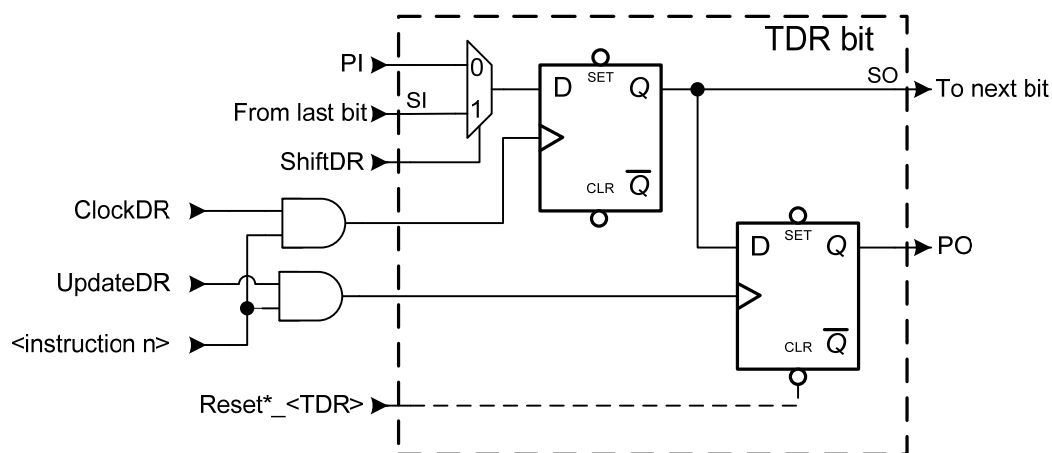 TDR bit
PI
0
SET
D
Q
SO
To next bit
From last bit
SI
1
ShiftDR
CLR
Q
ClockDR
SET
D
Q
PO
UpdateDR
<instruction n>
CLR
Q
Reset*_<TDR>